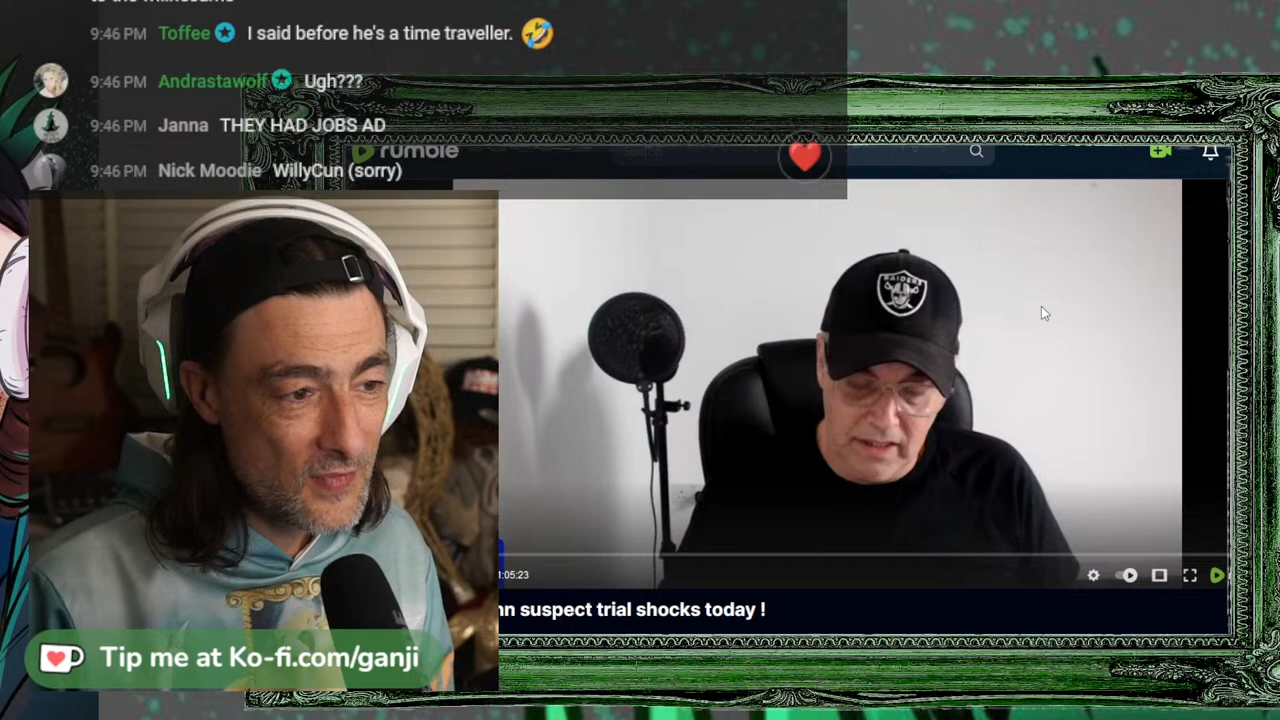 9:46 PM Toffee I said before he's a time traveller.
9:46 PM Andrastawolf Ugh???
9:46 PM Janna THEY HAD JOBS AD
9:46 PM Nick Moodie WillyCun (sorry)
rumble
RAIDERS
1:05:23
nn suspect trial shocks today !
Tip me at Ko-fi.com/ganji